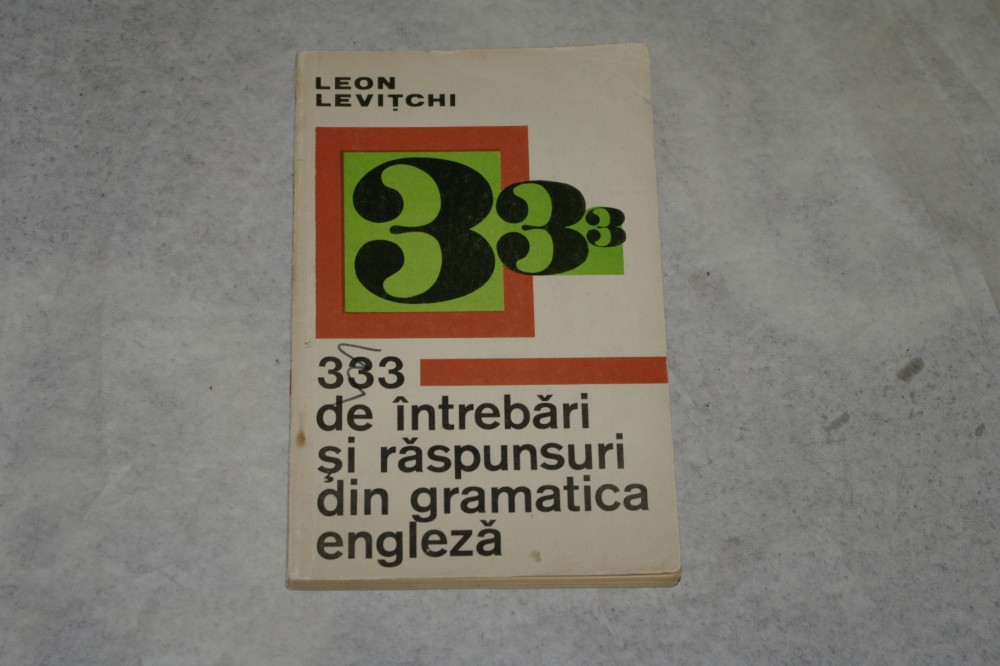 LEON
LEVIȚCHI
333
333
de întrebări
și răspunsuri
din gramatica
engleză